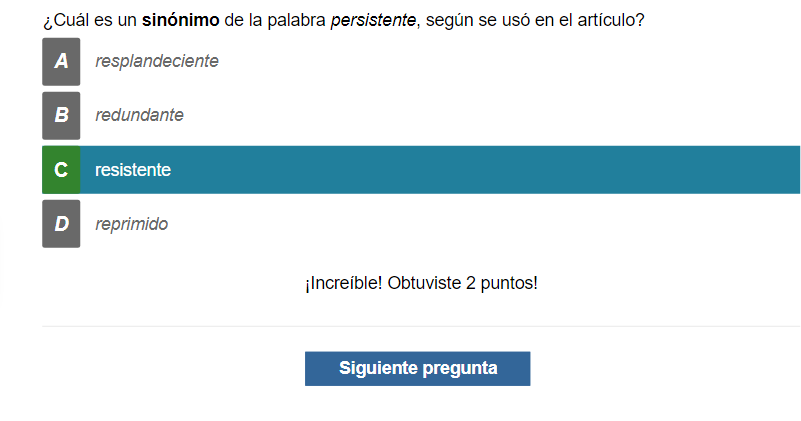 ¿Cuál es un sinónimo de la palabra persistente, según se usó en el artículo?
A resplandeciente
B redundante
C resistente
D reprimido
¡Increíble! Obtuviste 2 puntos!
Siguiente pregunta